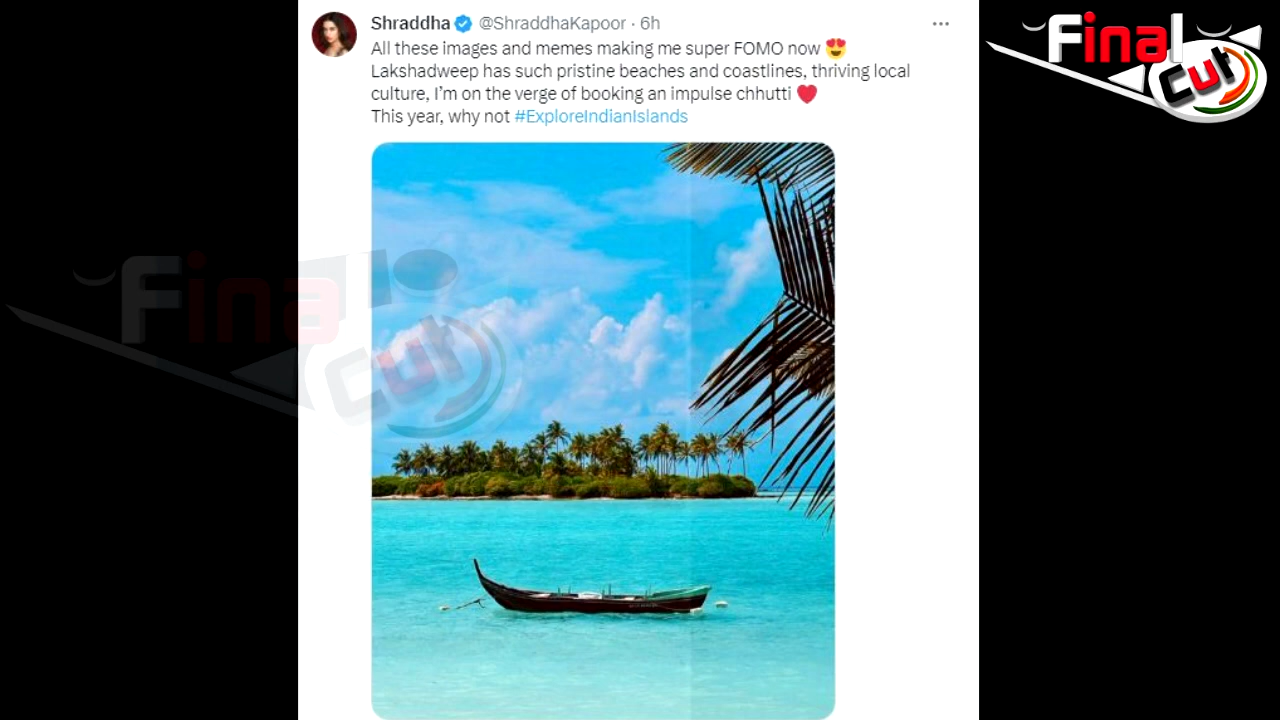 Shraddha @ShraddhaKapoor · 6h
All these images and memes making me super FOMO now 😍
Lakshadweep has such pristine beaches and coastlines, thriving local
culture, I'm on the verge of booking an impulse chhutti ❤️
This year, why not #ExploreIndianIslands
Final
Cut
Final
Cut